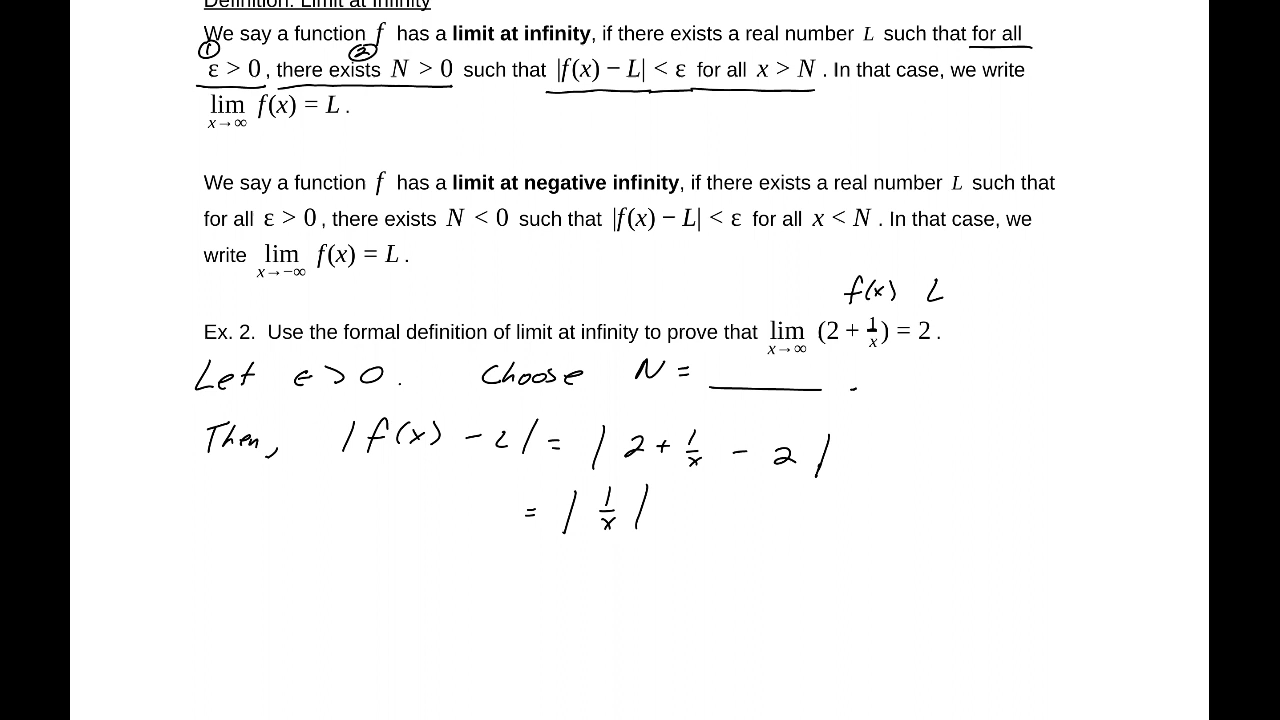 Definition: Limit at Infinity
We say a function f has a limit at infinity, if there exists a real number L such that for all
① ②
ε > 0, there exists N > 0 such that |f(x) − L| < ε for all x > N. In that case, we write
lim f(x) = L.
x→∞
We say a function f has a limit at negative infinity, if there exists a real number L such that
for all ε > 0, there exists N < 0 such that |f(x) − L| < ε for all x < N. In that case, we
write lim f(x) = L.
x→−∞
f(x) L
Ex. 2. Use the formal definition of limit at infinity to prove that lim (2 + 1/x) = 2.
x→∞
Let ε > 0. Choose N = ______.
Then, |f(x) − L| = |2 + 1/x − 2|
= |1/x|